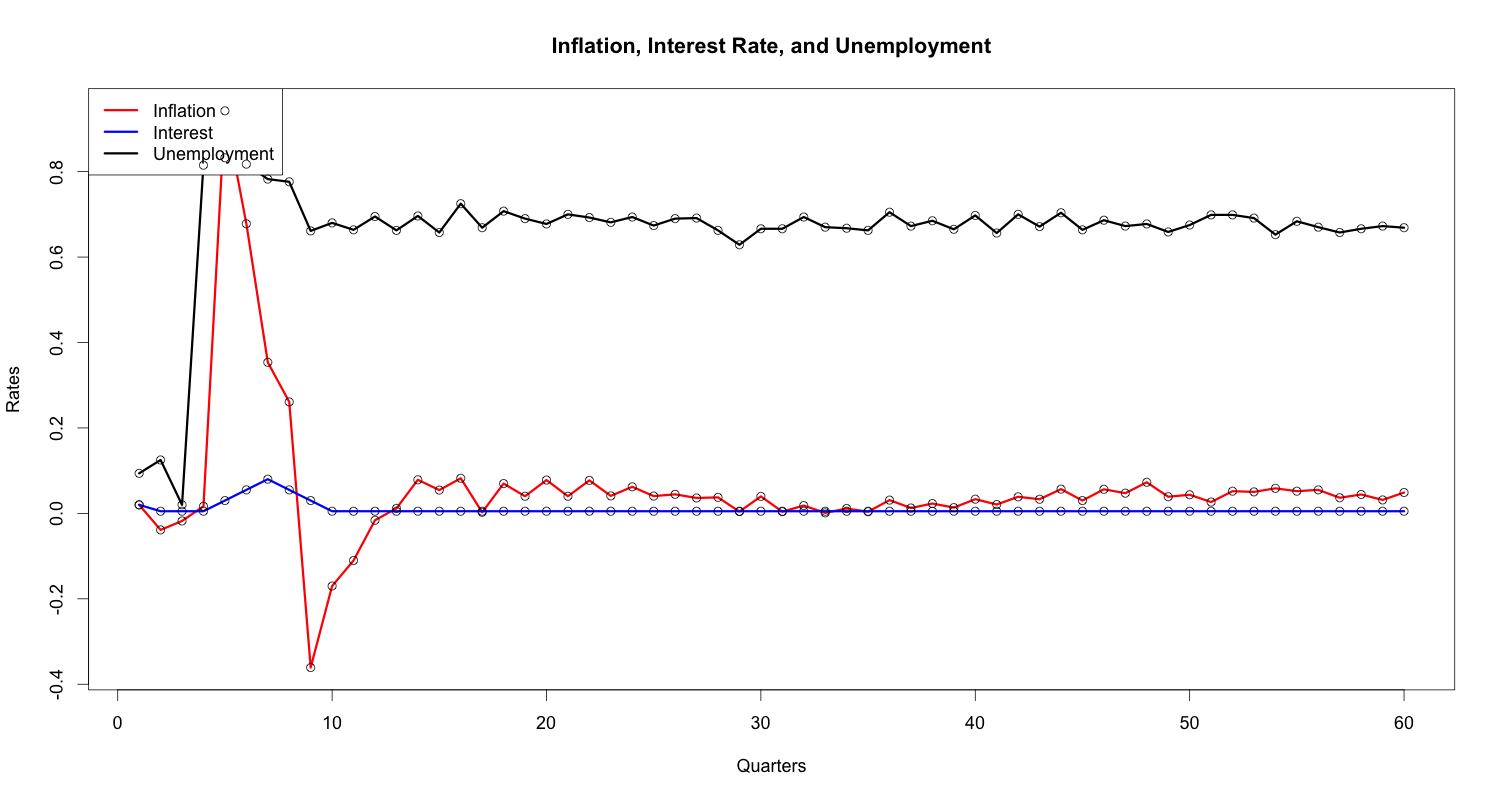 Inflation, Interest Rate, and Unemployment
Inflation
Interest
Unemployment
0.8
0.6
0.4
0.2
0.0
-0.2
-0.4
Rates
0 10 20 30 40 50 60
Quarters